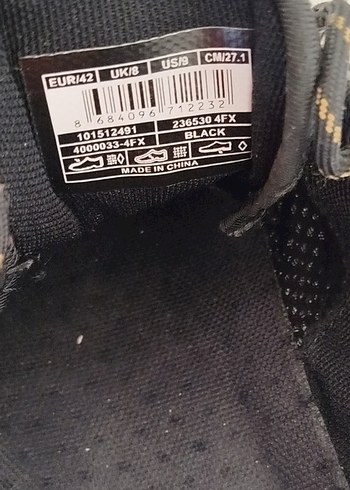 EUR/42 UK/8 US/9 CM/27.1
8 684096 712232
101512491 236530 4FX
4000033-4FX BLACK
MADE IN CHINA